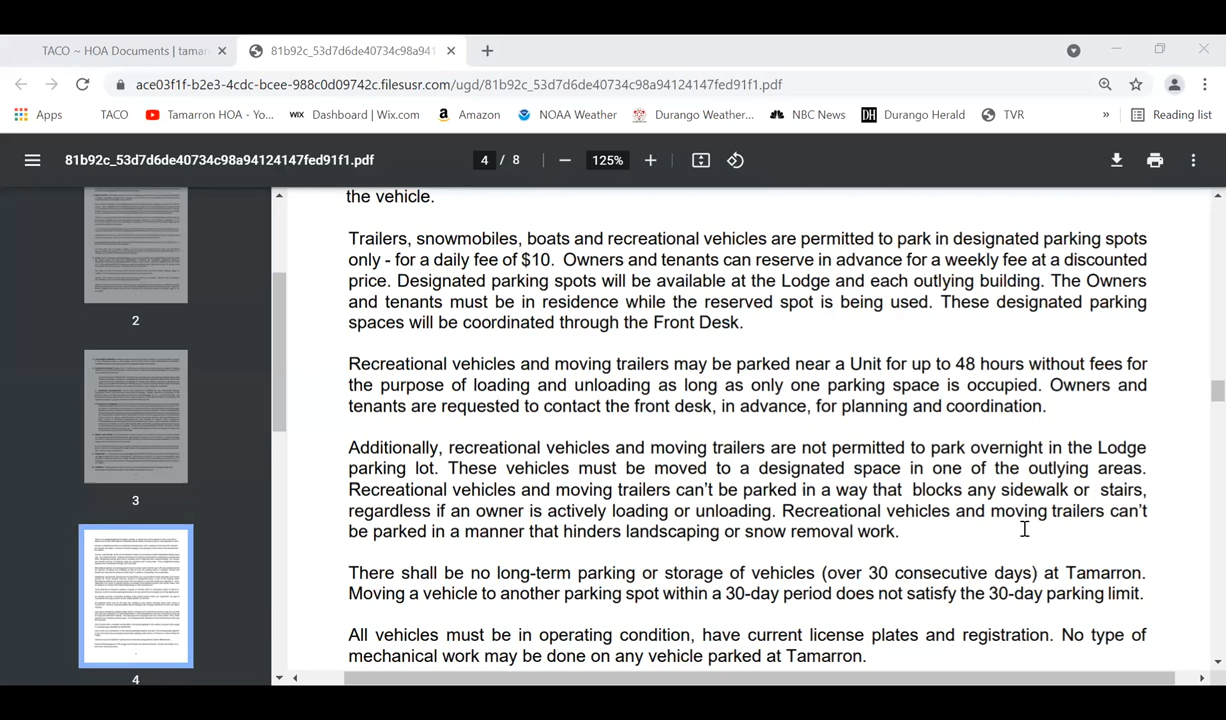 TACO ~ HOA Documents | tamar
81b92c_53d7d6de40734c98a941
ace03f1f-b2e3-4cdc-bcee-988c0d09742c.filesusr.com/ugd/81b92c_53d7d6de40734c98a94124147fed91f1.pdf
Apps TACO Tamarron HOA - Yo... WIX Dashboard | Wix.com a Amazon NOAA Weather Durango Weather... NBC News DH Durango Herald TVR » Reading list
81b92c_53d7d6de40734c98a94124147fed91f1.pdf 4 / 8 125%
2
3
4
the vehicle.
Trailers, snowmobiles, boats and recreational vehicles are permitted to park in designated parking spots
only - for a daily fee of $10. Owners and tenants can reserve in advance for a weekly fee at a discounted
price. Designated parking spots will be available at the Lodge and each outlying building. The Owners
and tenants must be in residence while the reserved spot is being used. These designated parking
spaces will be coordinated through the Front Desk.
Recreational vehicles and moving trailers may be parked near a Unit for up to 48 hours without fees for
the purpose of loading and unloading as long as only one parking space is occupied. Owners and
tenants are requested to contact the front desk, in advance, for planning and coordination.
Additionally, recreational vehicles and moving trailers are not permitted to park overnight in the Lodge
parking lot. These vehicles must be moved to a designated space in one of the outlying areas.
Recreational vehicles and moving trailers can't be parked in a way that blocks any sidewalk or stairs,
regardless if an owner is actively loading or unloading. Recreational vehicles and moving trailers can't
be parked in a manner that hinders landscaping or snow removal work.
There shall be no long-term parking or storage of vehicles (over 30 consecutive days) at Tamarron.
Moving a vehicle to another parking spot within a 30-day period does not satisfy the 30-day parking limit.
All vehicles must be in operating condition, have current license plates and registration. No type of
mechanical work may be done on any vehicle parked at Tamarron.